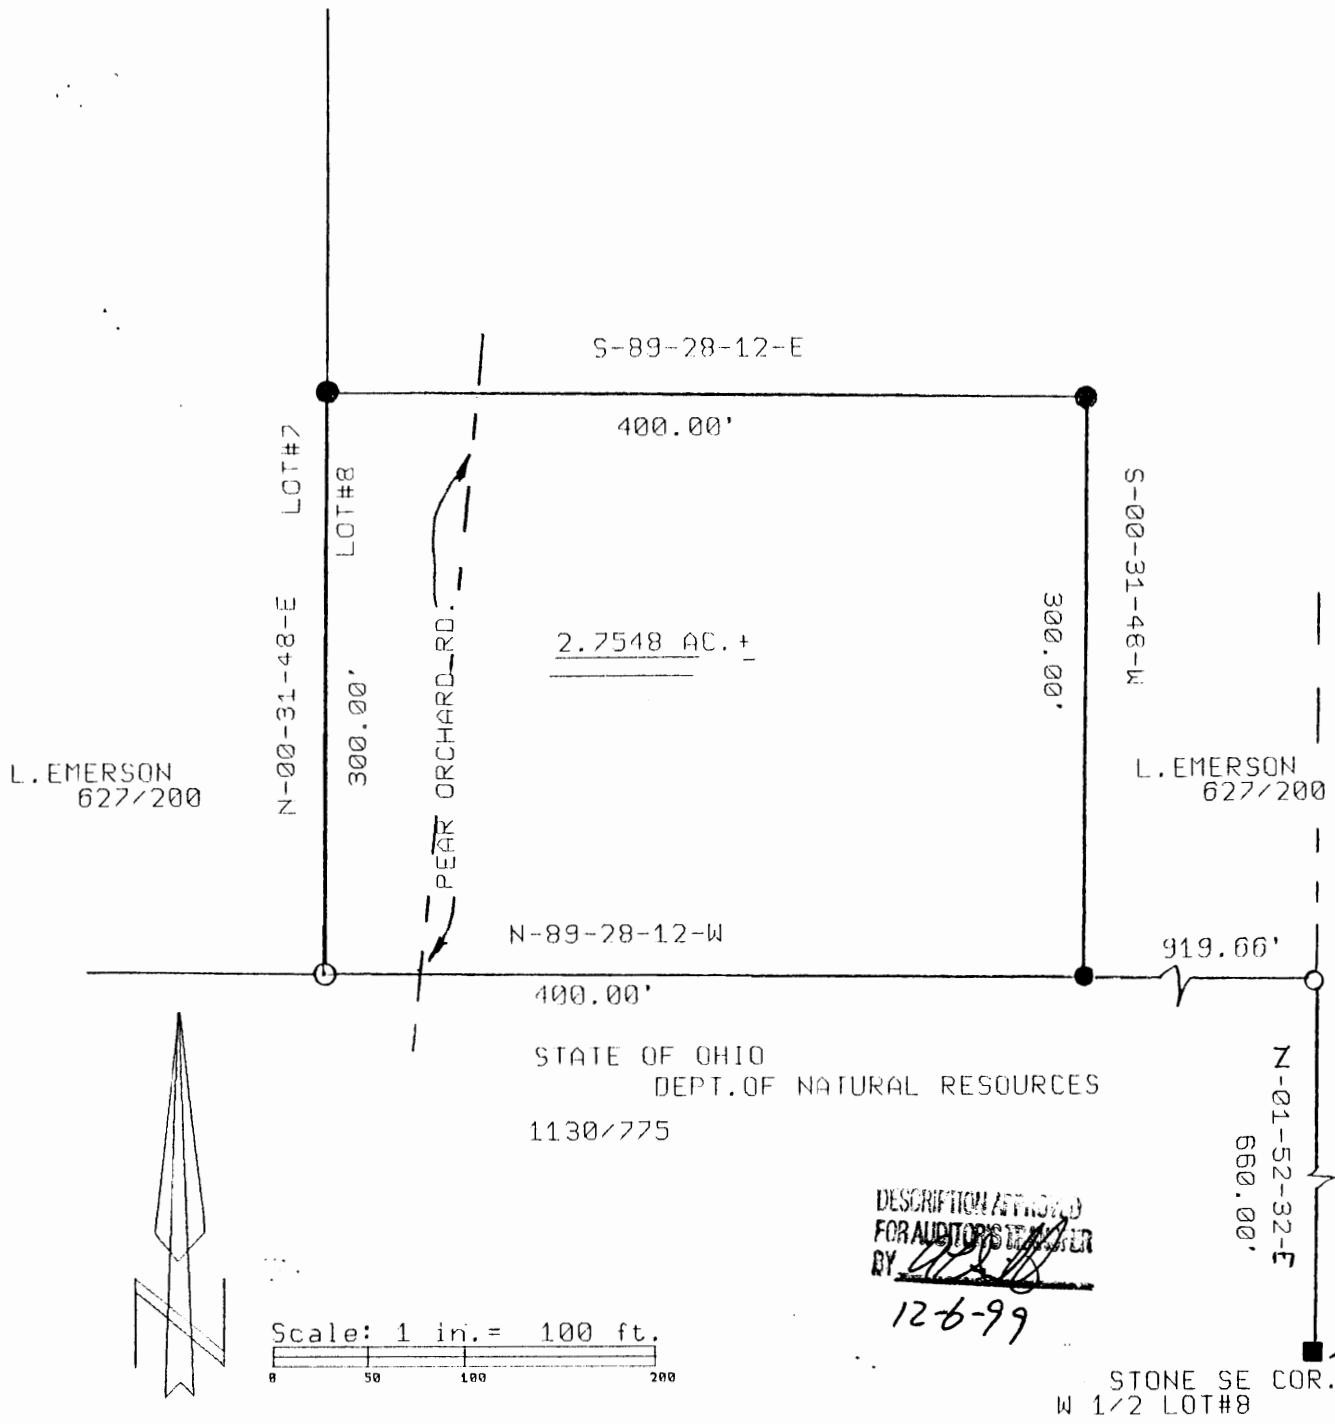 S-89-28-12-E
400.00'
LOT#7
LOT#8
N-00-31-48-E
300.00'
PEAR ORCHARD RD.
2.7548 AC.±
S-00-31-48-W
300.00'
L.EMERSON
627/200
L.EMERSON
627/200
N-89-28-12-W
400.00'
919.66'
STATE OF OHIO
DEPT.OF NATURAL RESOURCES
1130/775
N-01-52-32-E
660.00'
DESCRIPTION APPROVED
FOR AUDITOR'S TRANSFER
BY
12-6-99
N
Scale: 1 in.= 100 ft.
0 50 100 200
STONE SE COR.
W 1/2 LOT#8